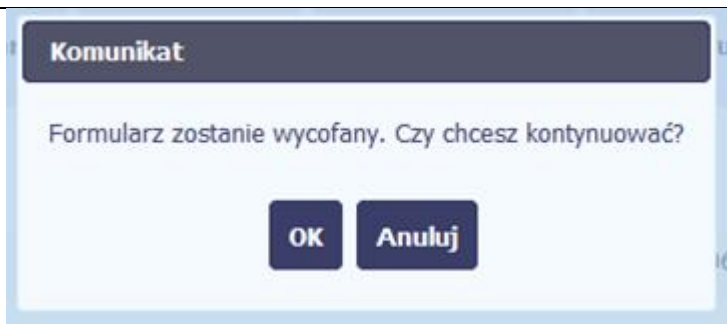 Komunikat
Formularz zostanie wycofany. Czy chcesz kontynuować?
OK Anuluj